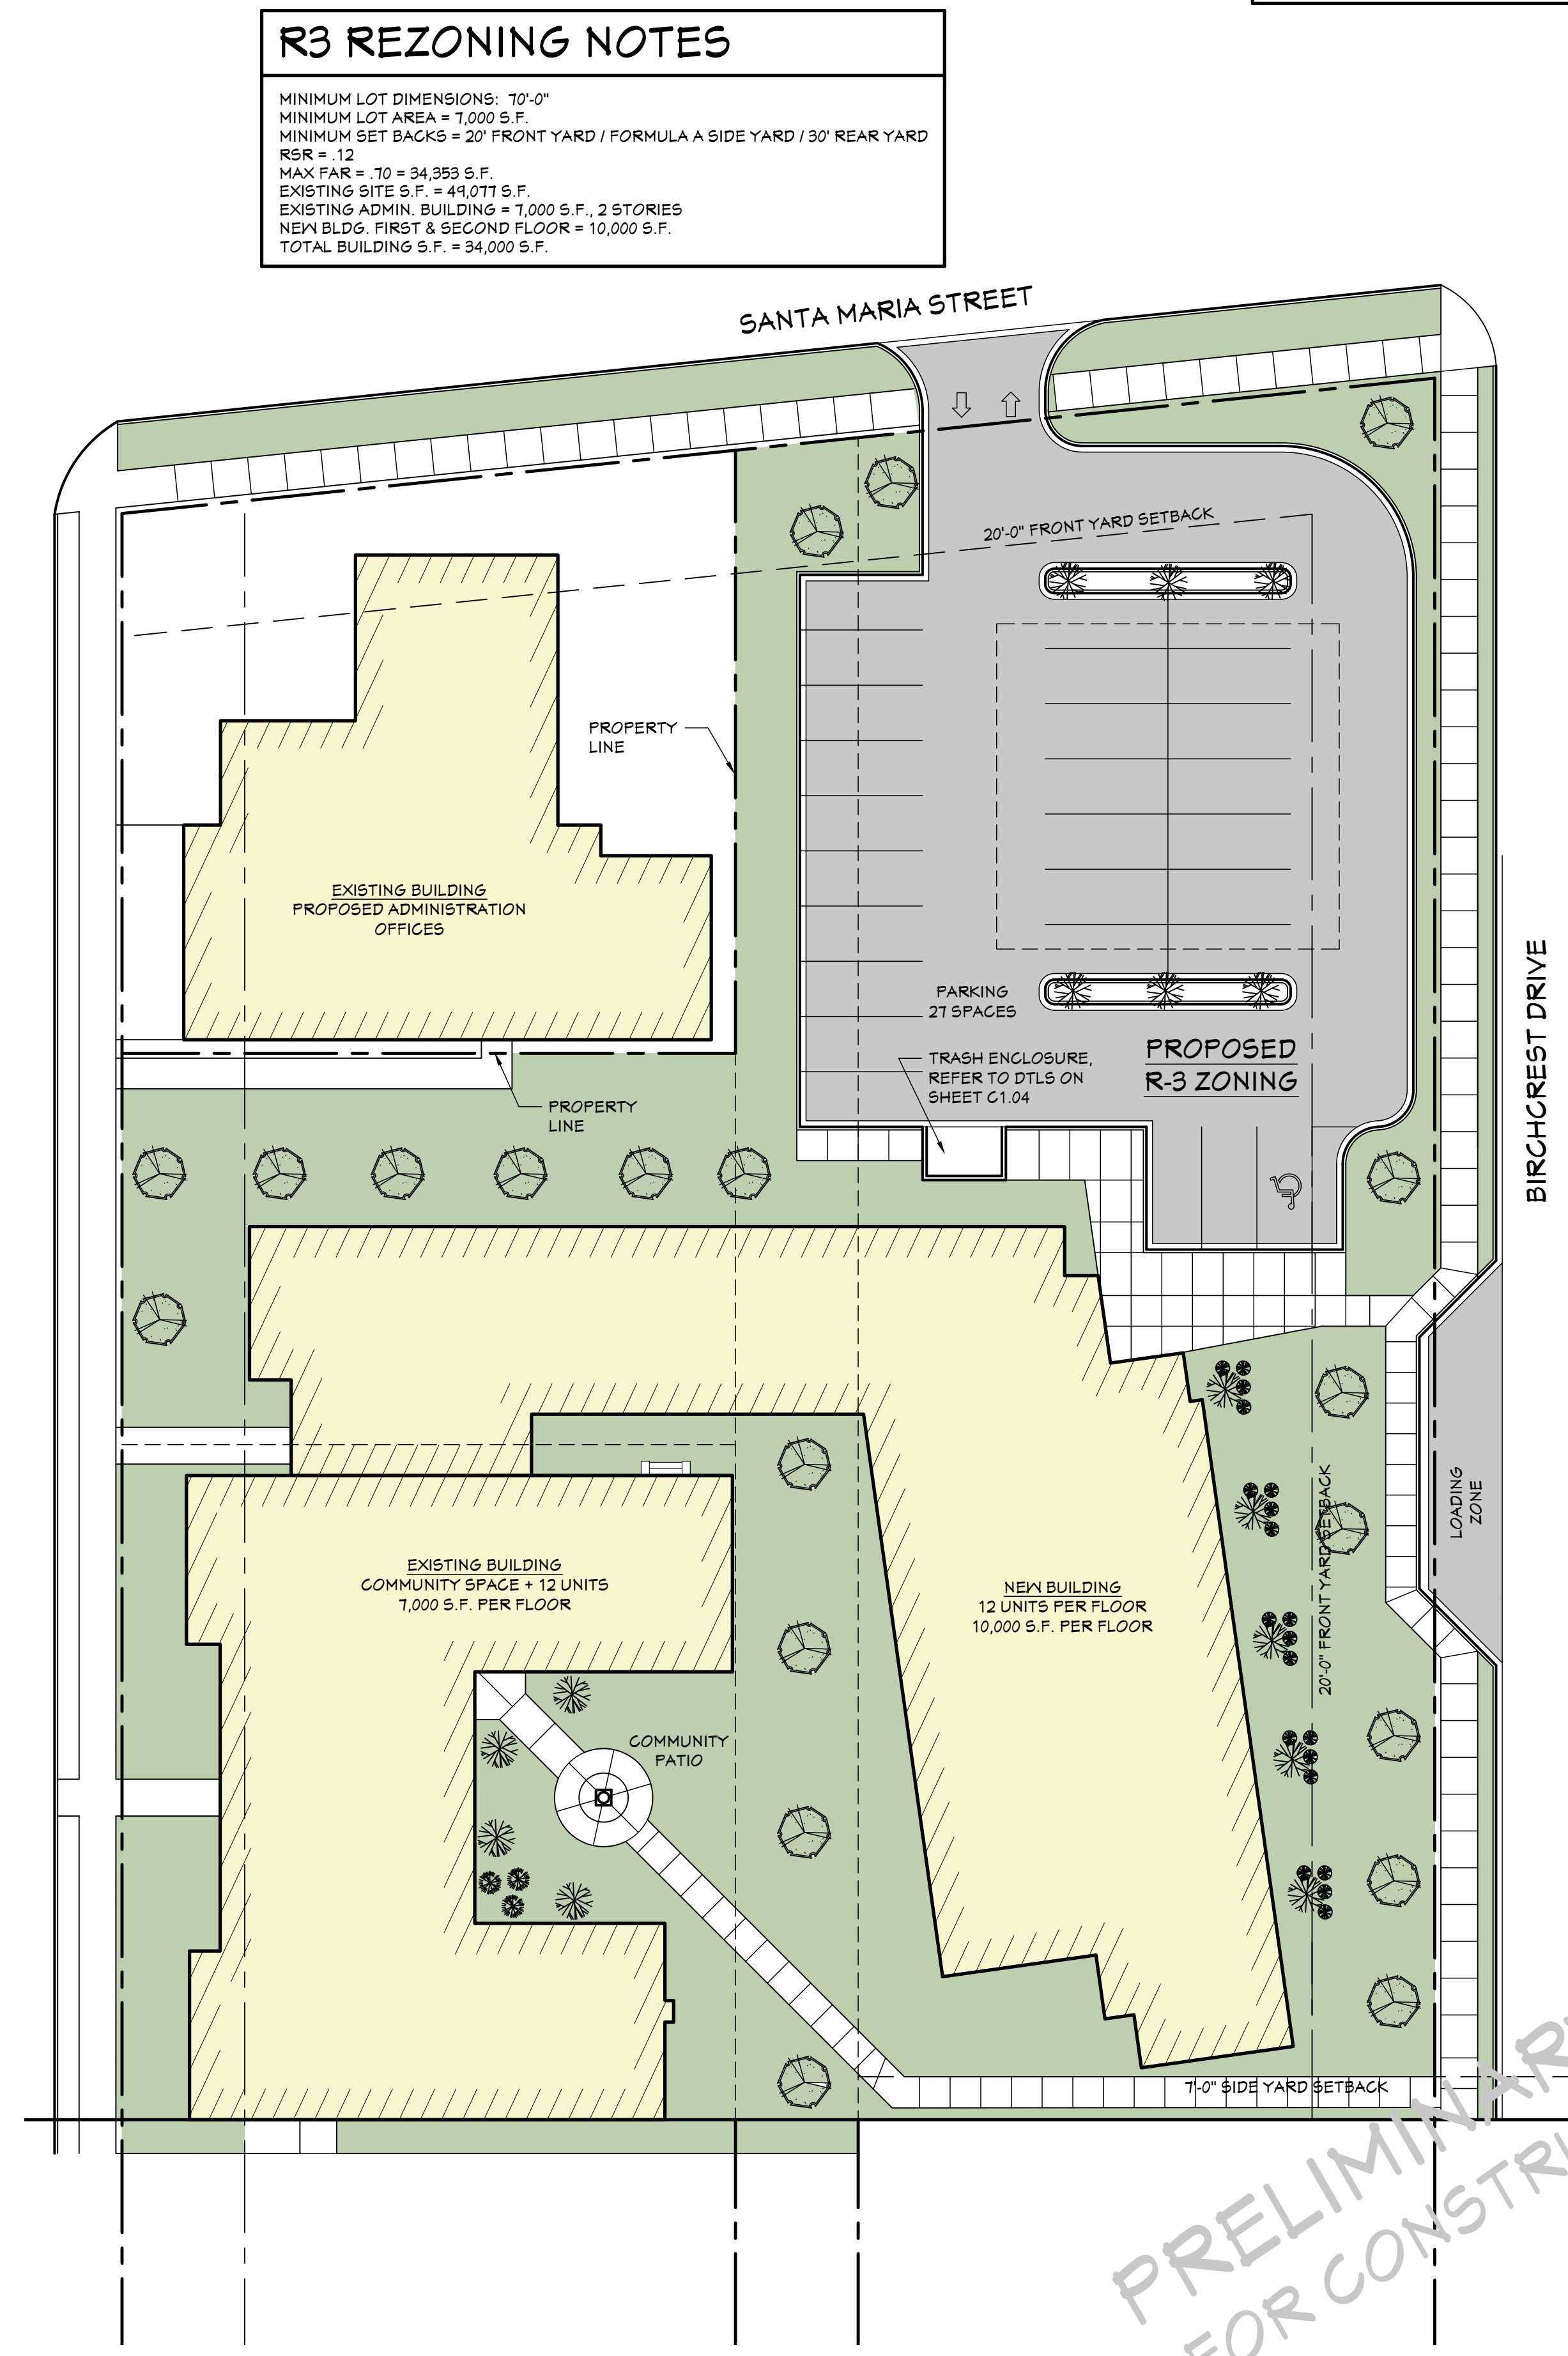 R3 REZONING NOTES
MINIMUM LOT DIMENSIONS: 70'-0"
MINIMUM LOT AREA = 7,000 S.F.
MINIMUM SET BACKS = 20' FRONT YARD / FORMULA A SIDE YARD / 30' REAR YARD
RSR = .12
MAX FAR = .70 = 34,353 S.F.
EXISTING SITE S.F. = 49,077 S.F.
EXISTING ADMIN. BUILDING = 7,000 S.F., 2 STORIES
NEW BLDG. FIRST & SECOND FLOOR = 10,000 S.F.
TOTAL BUILDING S.F. = 34,000 S.F.
SANTA MARIA STREET
20'-0" FRONT YARD SETBACK
PROPERTY
LINE
EXISTING BUILDING
PROPOSED ADMINISTRATION
OFFICES
PARKING
27 SPACES
PROPOSED
R-3 ZONING
TRASH ENCLOSURE,
REFER TO DTLS ON
SHEET C1.04
PROPERTY
LINE
BIRCHCREST DRIVE
LOADING
ZONE
20'-0" FRONT YARD SETBACK
EXISTING BUILDING
COMMUNITY SPACE + 12 UNITS
7,000 S.F. PER FLOOR
NEW BUILDING
12 UNITS PER FLOOR
10,000 S.F. PER FLOOR
COMMUNITY
PATIO
7'-0" SIDE YARD SETBACK
PRELIMINAR
FOR CONSTR